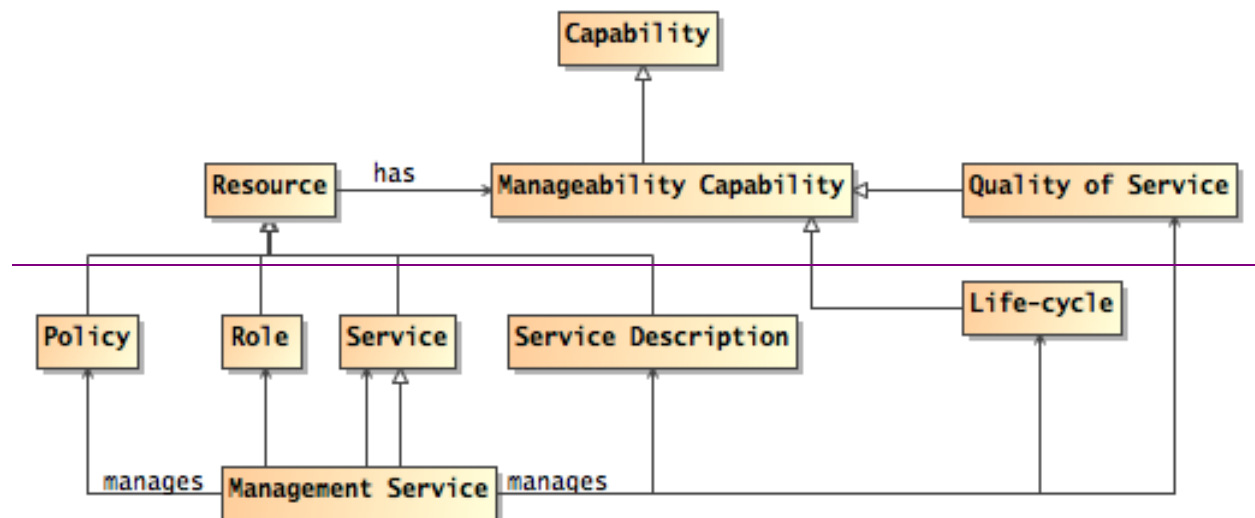 Capability
has
Resource
Manageability Capability
Quality of Service
Life-cycle
Policy
Role
Service
Service Description
manages
Management Service
manages